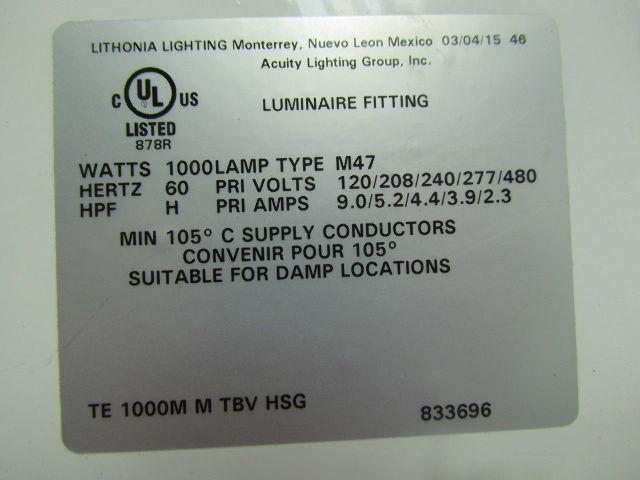 LITHONIA LIGHTING Monterrey, Nuevo Leon Mexico 03/04/15 46
Acuity Lighting Group, Inc.
C UL US
LISTED
878R
LUMINAIRE FITTING
WATTS 1000 LAMP TYPE M47
HERTZ 60 PRI VOLTS 120/208/240/277/480
HPF H PRI AMPS 9.0/5.2/4.4/3.9/2.3
MIN 105° C SUPPLY CONDUCTORS
CONVENIR POUR 105°
SUITABLE FOR DAMP LOCATIONS
TE 1000M M TBV HSG 833696